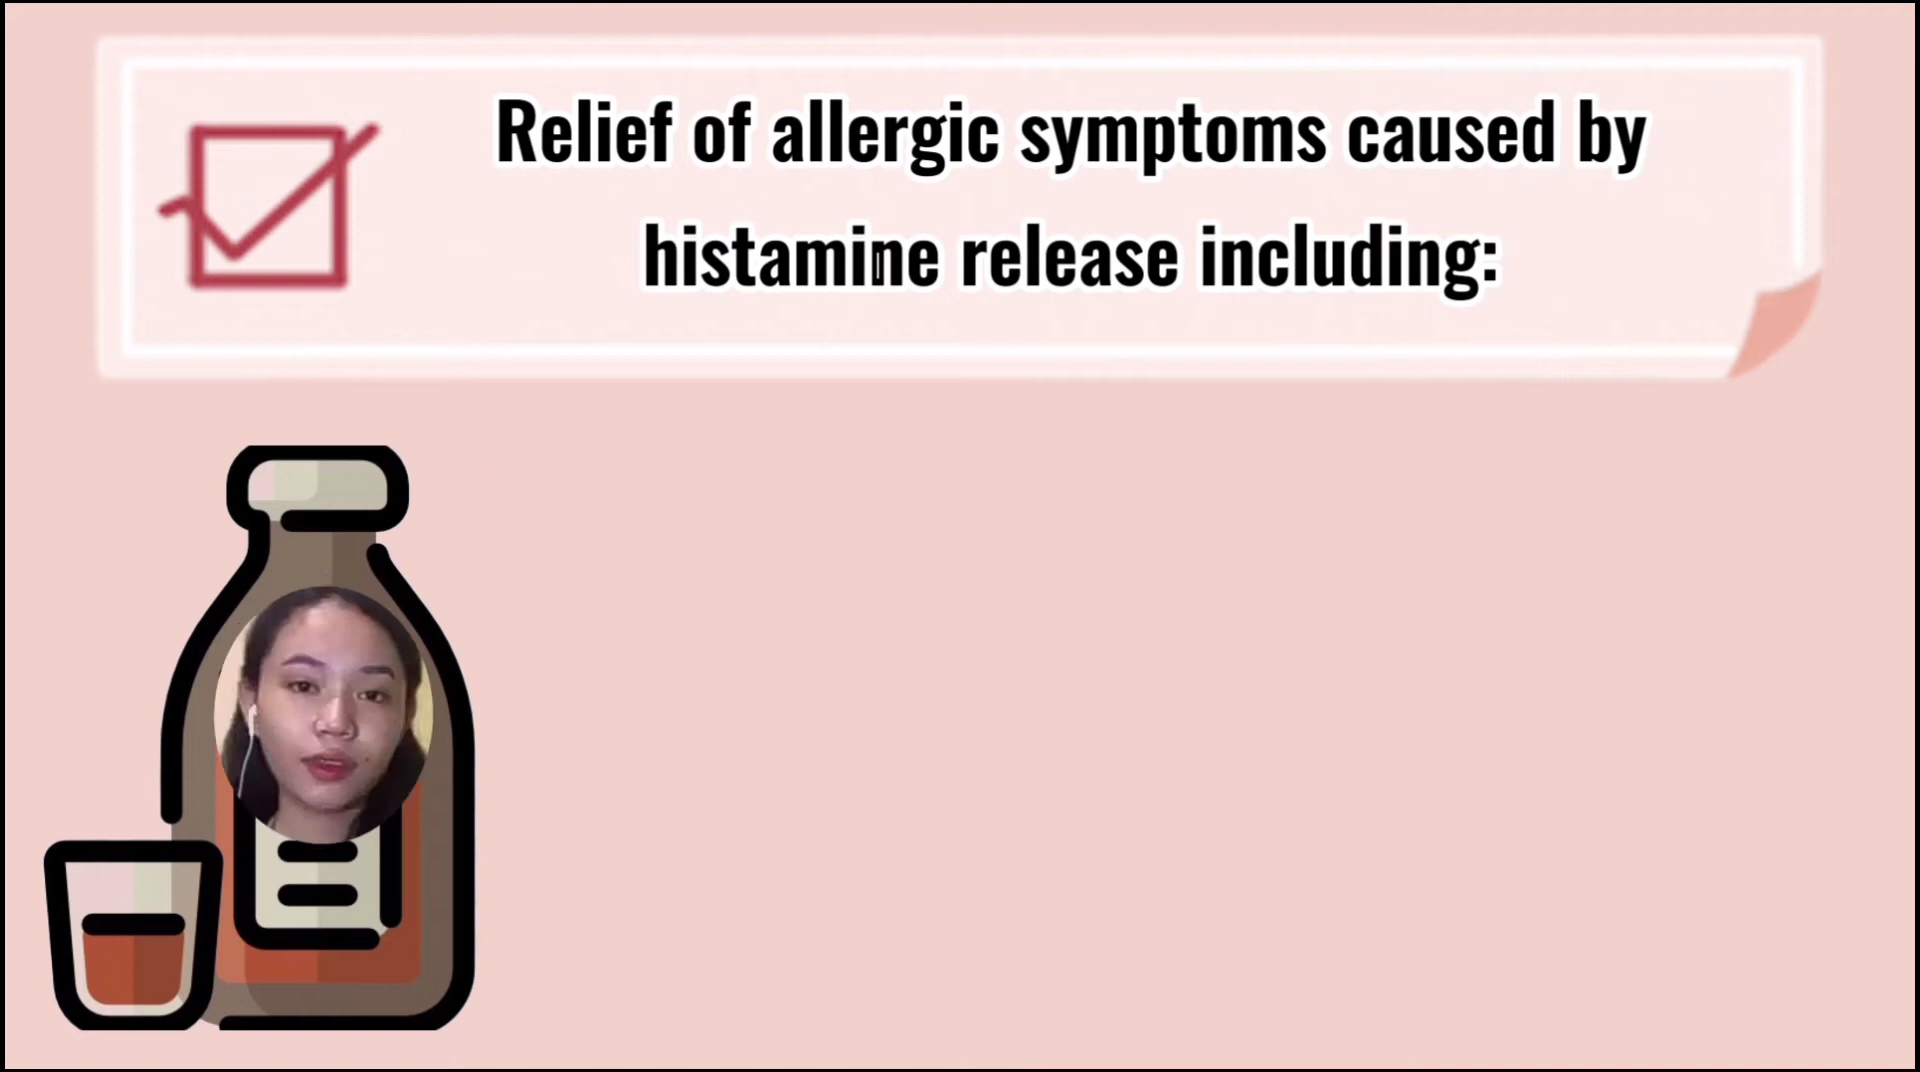 Relief of allergic symptoms caused by
histamine release including: